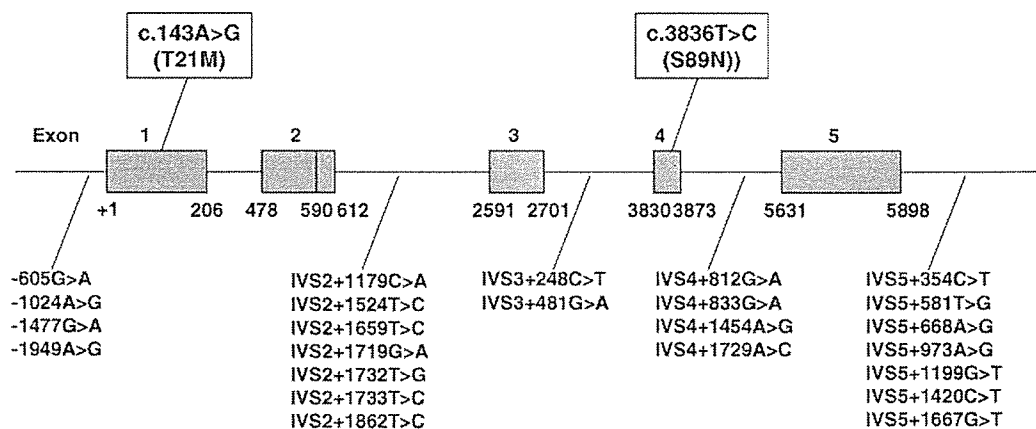 c.143A>G
(T21M)
c.3836T>C
(S89N))
Exon 1 2 3 4 5
+1 206 478 590 612 2591 2701 3830 3873 5631 5898
-605G>A
-1024A>G
-1477G>A
-1949A>G
IVS2+1179C>A
IVS2+1524T>C
IVS2+1659T>C
IVS2+1719G>A
IVS2+1732T>G
IVS2+1733T>C
IVS2+1862T>C
IVS3+248C>T
IVS3+481G>A
IVS4+812G>A
IVS4+833G>A
IVS4+1454A>G
IVS4+1729A>C
IVS5+354C>T
IVS5+581T>G
IVS5+668A>G
IVS5+973A>G
IVS5+1199G>T
IVS5+1420C>T
IVS5+1667G>T